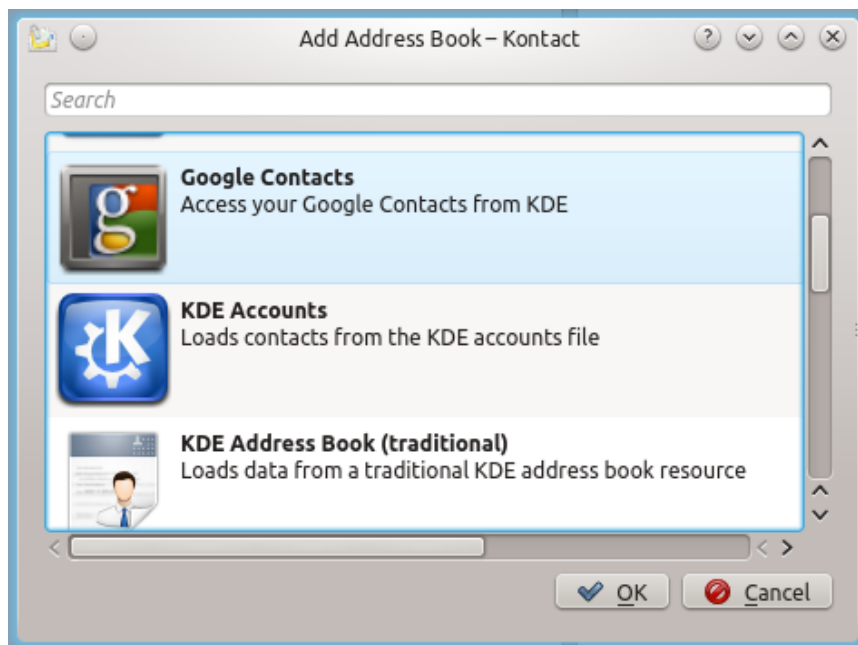 Add Address Book – Kontact
Search
Google Contacts
Access your Google Contacts from KDE
KDE Accounts
Loads contacts from the KDE accounts file
KDE Address Book (traditional)
Loads data from a traditional KDE address book resource
OK Cancel